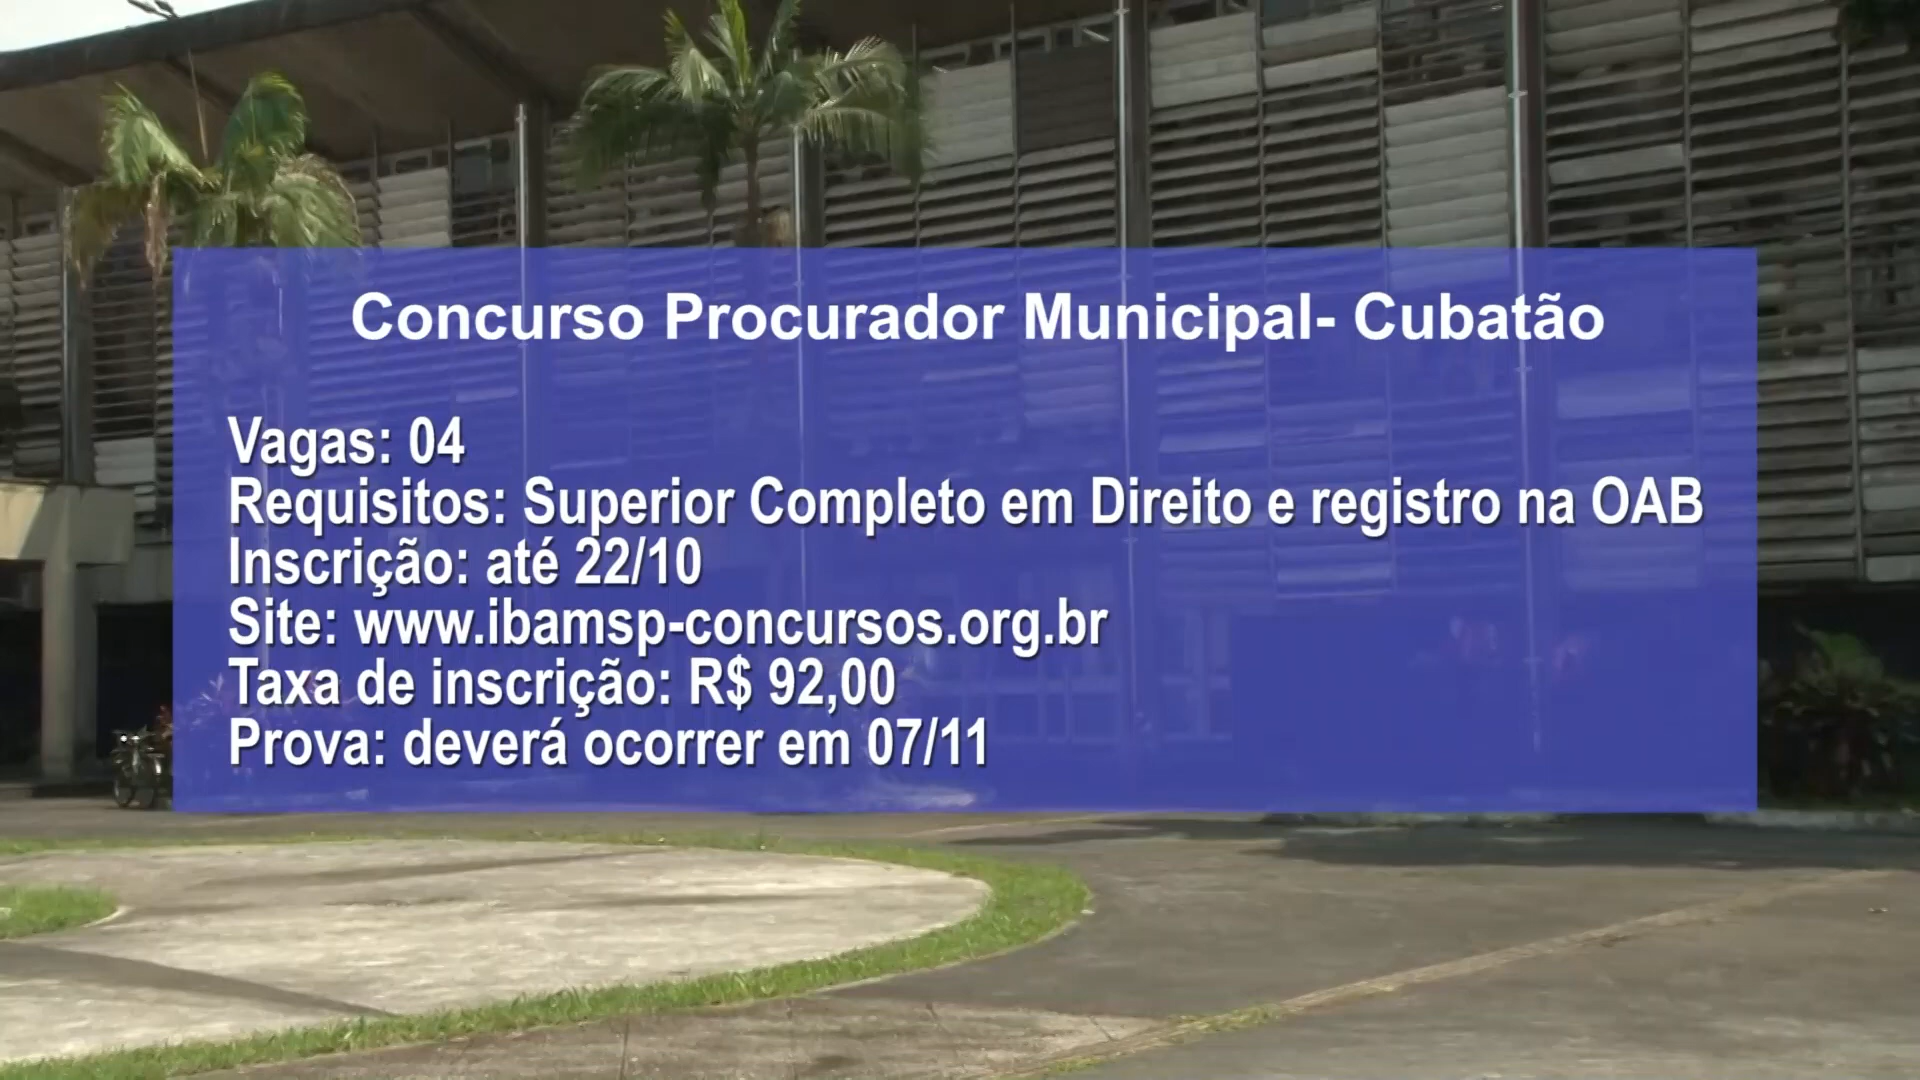 Concurso Procurador Municipal- Cubatão
Vagas: 04
Requisitos: Superior Completo em Direito e registro na OAB
Inscrição: até 22/10
Site: www.ibamsp-concursos.org.br
Taxa de inscrição: R$ 92,00
Prova: deverá ocorrer em 07/11